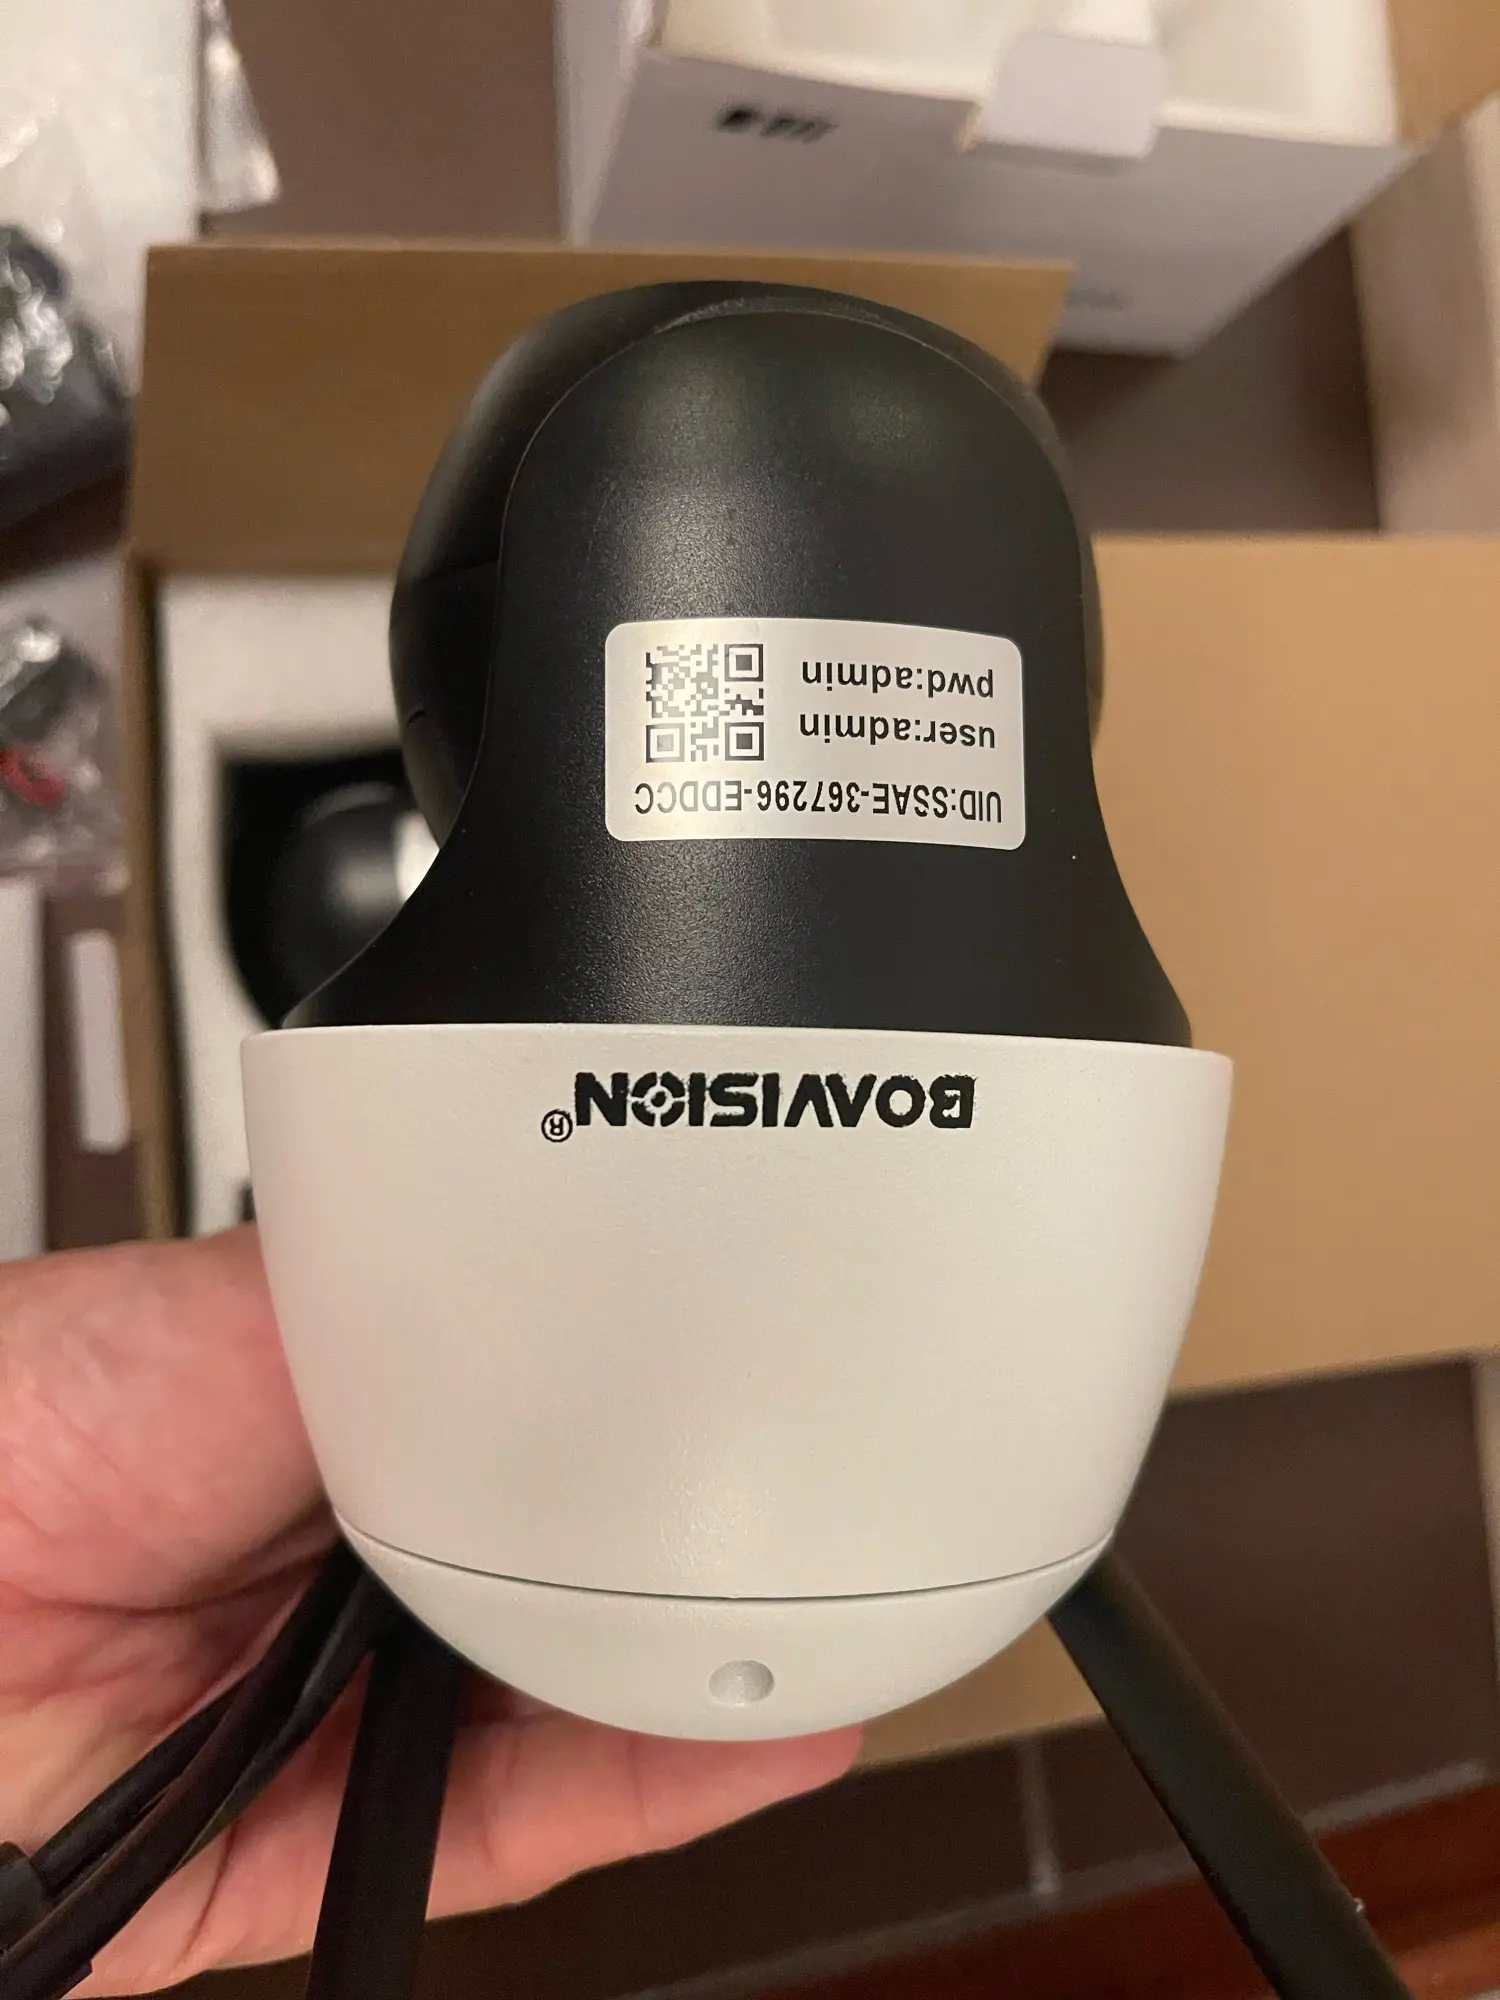 BOAVISION®
UID:SSAE-367296-EDDCC
user:admin
pwd:admin